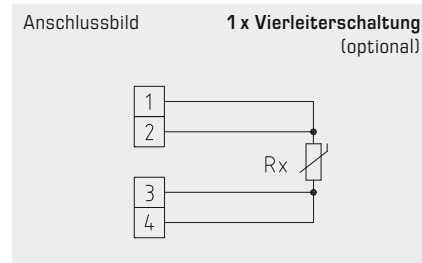 Anschlussbild 1 x Vierleiterschaltung
(optional)
1
2
Rx
3
4